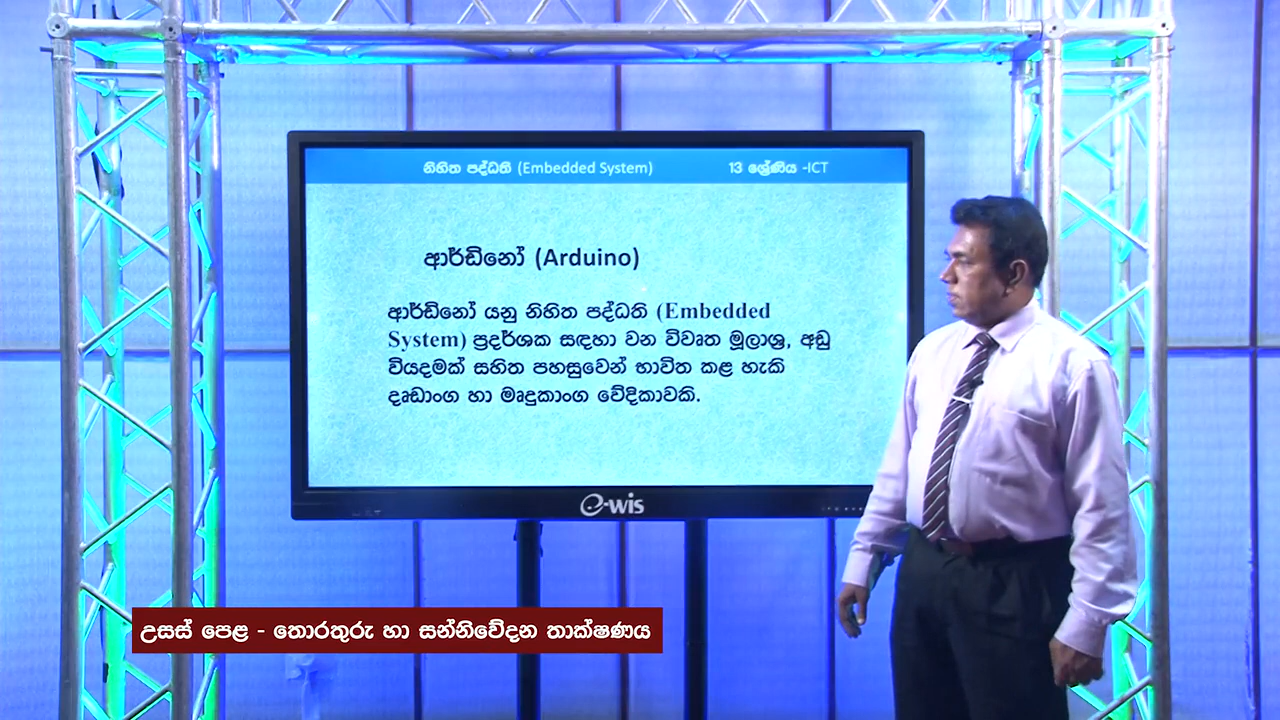 නිහිත පද්ධති (Embedded System) 13 ශ්‍රේණිය -ICT
ආර්ඩිනෝ (Arduino)
ආර්ඩිනෝ යනු නිහිත පද්ධති (Embedded
System) ප්‍රදර්ශක සඳහා වන විවෘත මූලාශ්‍ර, අඩු
වියදමක් සහිත පහසුවෙන් භාවිත කළ හැකි
දෘඩාංග හා මෘදුකාංග වේදිකාවකි.
e-wis
උසස් පෙළ - තොරතුරු හා සන්නිවේදන තාක්ෂණය